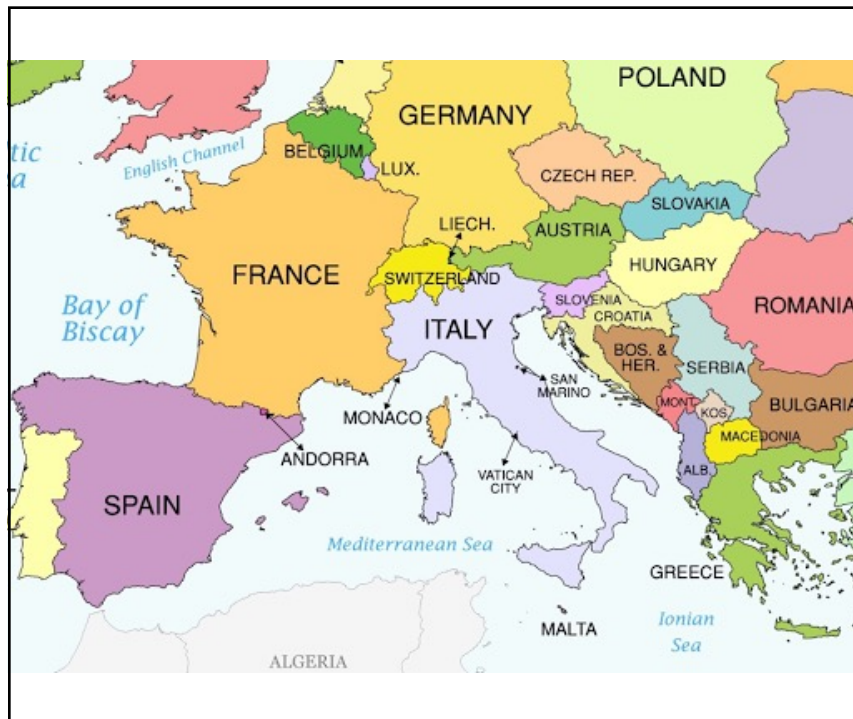 POLAND
GERMANY
tic
a
English Channel
BELGIUM
LUX.
CZECH REP.
SLOVAKIA
LIECH.
AUSTRIA
HUNGARY
FRANCE
SWITZERLAND
SLOVENIA
CROATIA
ROMANIA
Bay of
Biscay
ITALY
BOS. &
HER.
SERBIA
SAN
MARINO
MONT.
KOS.
BULGARIA
MONACO
MACEDONIA
ANDORRA
VATICAN
CITY
ALB.
SPAIN
Mediterranean Sea
GREECE
MALTA
Ionian
Sea
ALGERIA